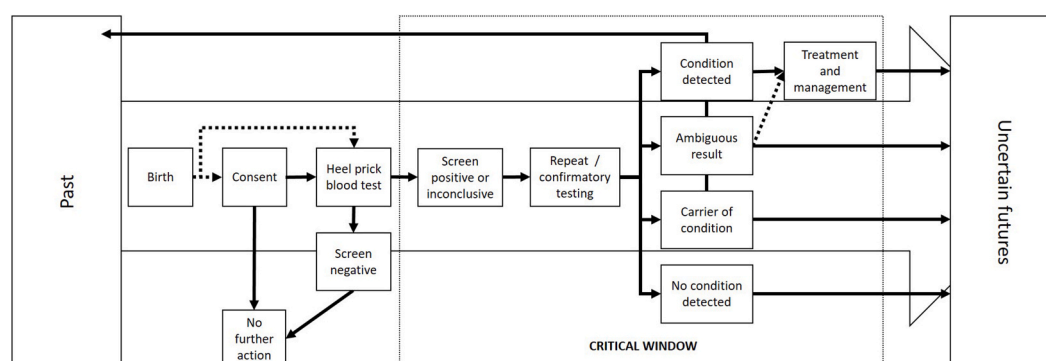 Past
Birth
Consent
Heel prick
blood test
Screen
negative
No
further
action
Screen
positive or
inconclusive
Repeat /
confirmatory
testing
Condition
detected
Ambiguous
result
Carrier of
condition
No condition
detected
Treatment
and
management
CRITICAL WINDOW
Uncertain futures